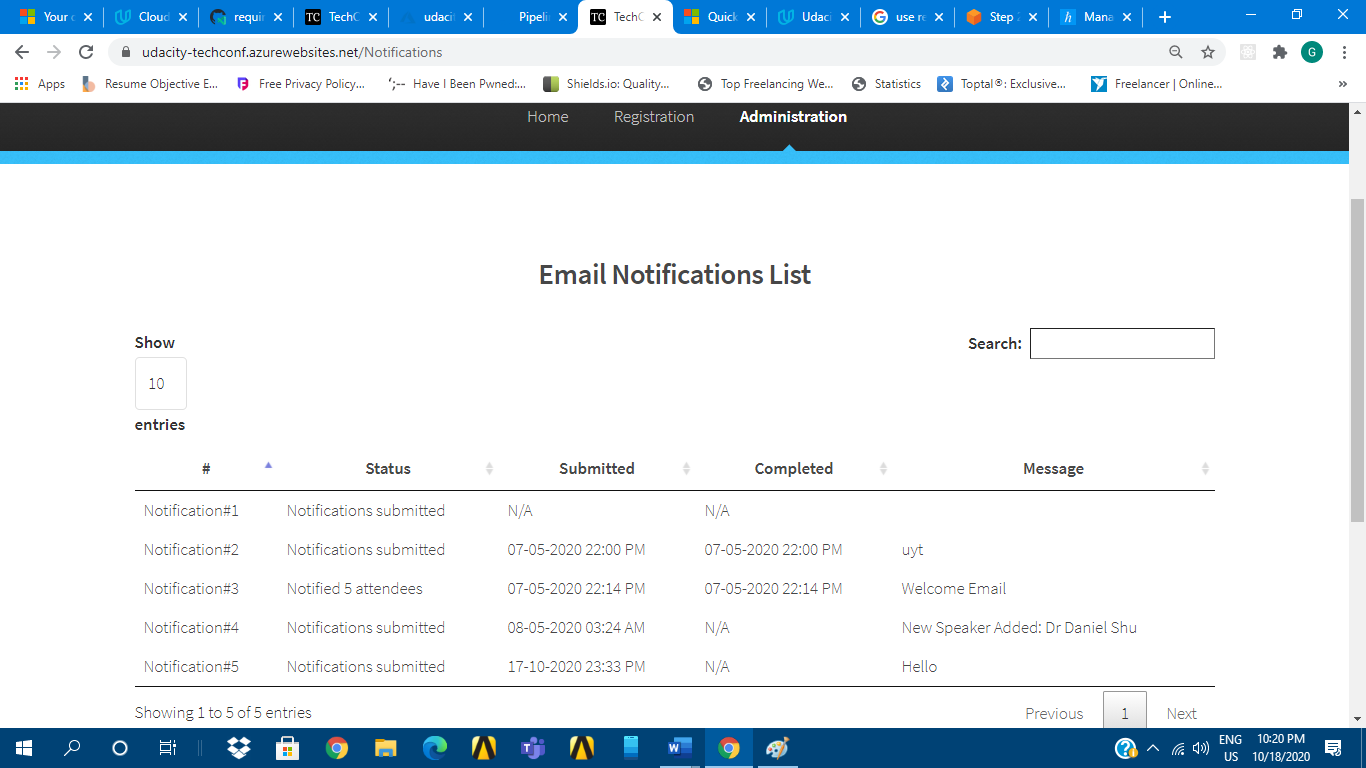 Your c
Cloud
requir
TC TechC
udacit
Pipelin
TC TechC
Quick
Udaci
use re
Step 2
h Mana
udacity-techconf.azurewebsites.net/Notifications
G
Apps Resume Objective E... Free Privacy Policy... Have I Been Pwned:... Shields.io: Quality... Top Freelancing We... Statistics Toptal®: Exclusive... Freelancer | Online...
Home Registration Administration
Email Notifications List
Show
10
entries
Search:
# Status Submitted Completed Message
Notification#1 Notifications submitted N/A N/A
Notification#2 Notifications submitted 07-05-2020 22:00 PM 07-05-2020 22:00 PM uyt
Notification#3 Notified 5 attendees 07-05-2020 22:14 PM 07-05-2020 22:14 PM Welcome Email
Notification#4 Notifications submitted 08-05-2020 03:24 AM N/A New Speaker Added: Dr Daniel Shu
Notification#5 Notifications submitted 17-10-2020 23:33 PM N/A Hello
Showing 1 to 5 of 5 entries
Previous 1 Next
ENG
US
10:20 PM
10/18/2020